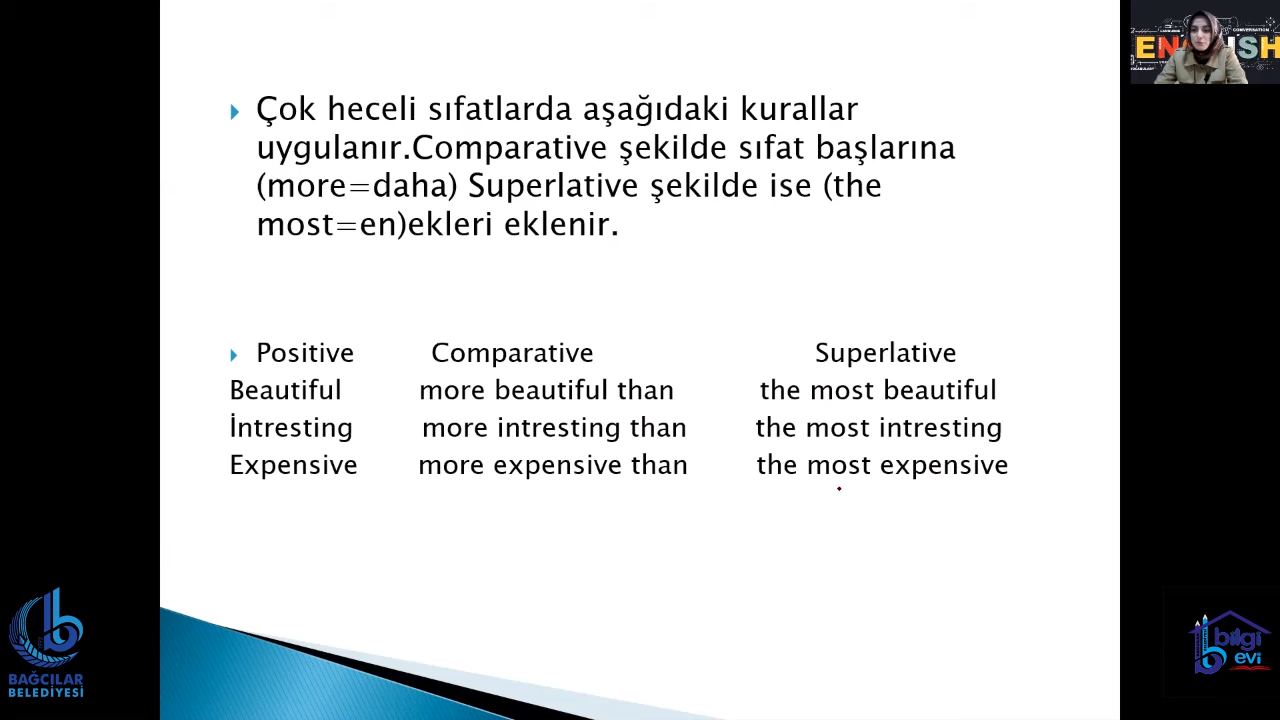 Çok heceli sıfatlarda aşağıdaki kurallar
uygulanır.Comparative şekilde sıfat başlarına
(more=daha) Superlative şekilde ise (the
most=en)ekleri eklenir.
Positive Comparative Superlative
Beautiful more beautiful than the most beautiful
İntresting more intresting than the most intresting
Expensive more expensive than the most expensive
CONVERSATION
ENGLISH
BAĞCILAR
BELEDİYESİ
bilgi
evi